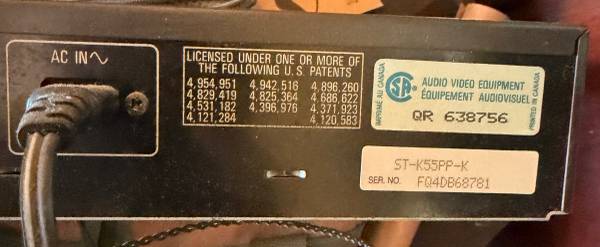 AC IN
LICENSED UNDER ONE OR MORE OF
THE FOLLOWING U.S. PATENTS
4,954,951 4,942,516 4,896,260
4,829,419 4,825,364 4,686,622
4,531,182 4,396,976 4,371,923
4,121,284 4,120,583
IMPRIMÉ EN CANADA
AUDIO VIDEO EQUIPMENT
ÉQUIPEMENT AUDIOVISUEL
QR 638756
PRINTED IN CANADA
ST-K55PP-K
SER. NO. FQ4DB68781